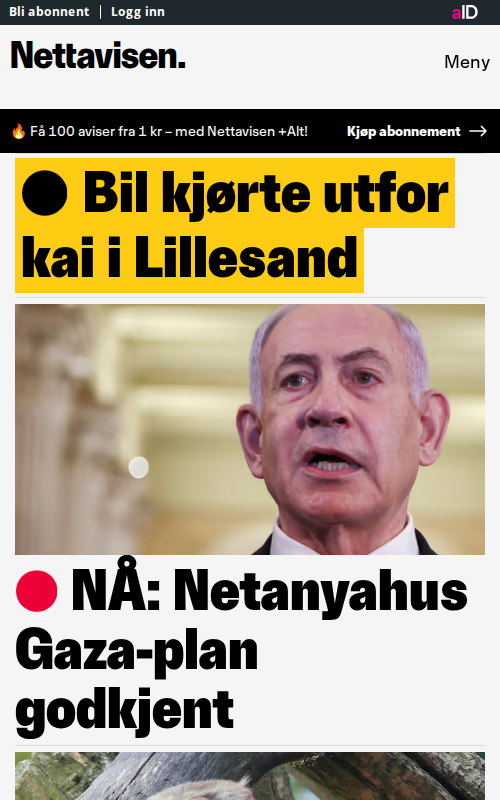 Bli abonnent | Logg inn
aID
Nettavisen.
Meny
🔥 Få 100 aviser fra 1 kr – med Nettavisen +Alt!
Kjøp abonnement →
Bil kjørte utfor
kai i Lillesand
NÅ: Netanyahus
Gaza-plan
godkjent